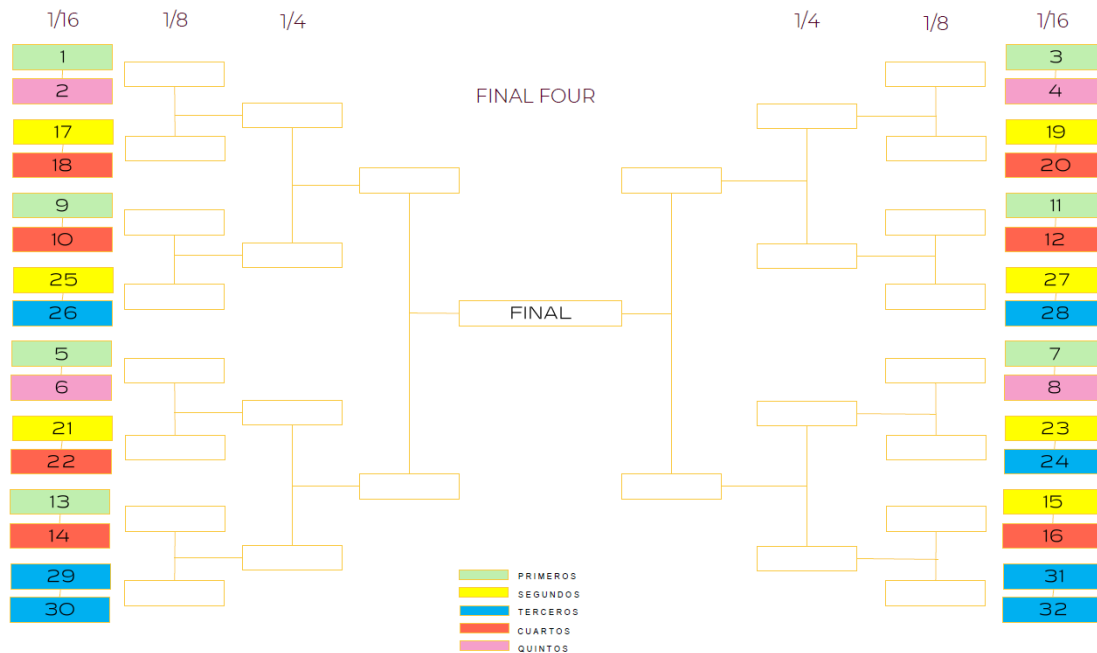 1/16 1/8 1/4 1/4 1/8 1/16
1 3
2 FINAL FOUR 4
17 19
18 20
9 11
10 12
25 27
26 FINAL 28
5 7
6 8
21 23
22 24
13 15
14 16
29 PRIMEROS 31
SEGUNDOS
30 TERCEROS 32
CUARTOS
QUINTOS